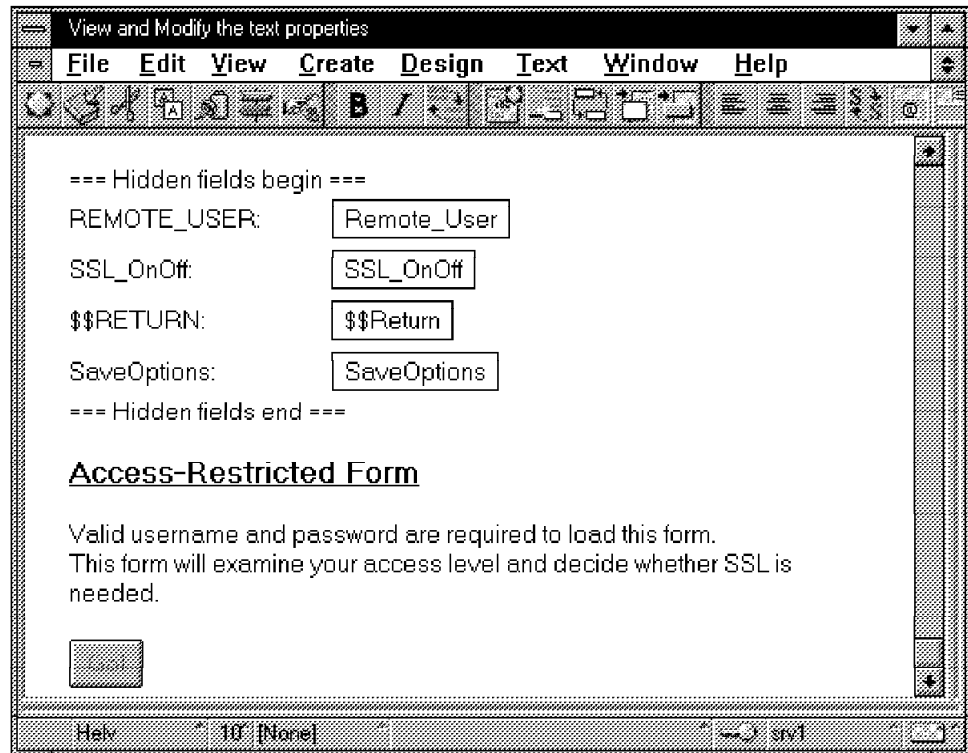 View and Modify the text properties
File Edit View Create Design Text Window Help
=== Hidden fields begin ===
REMOTE_USER: Remote_User
SSL_OnOff: SSL_OnOff
$$RETURN: $$Return
SaveOptions: SaveOptions
=== Hidden fields end ===
Access-Restricted Form
Valid username and password are required to load this form.
This form will examine your access level and decide whether SSL is
needed.
Helv 10 [None] srv1